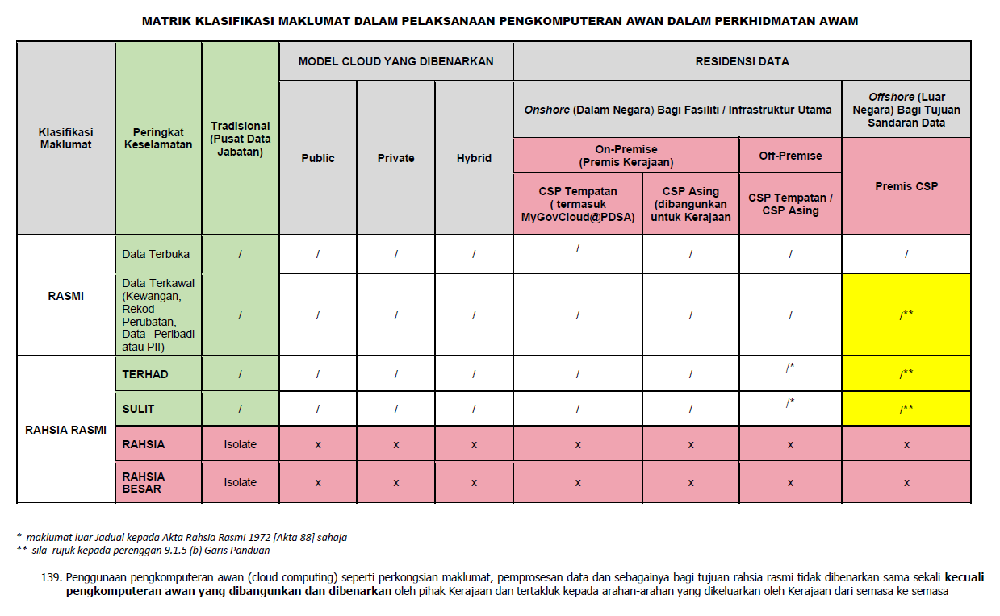 MATRIK KLASIFIKASI MAKLUMAT DALAM PELAKSANAAN PENGKOMPUTERAN AWAN DALAM PERKHIDMATAN AWAM
Klasifikasi
Maklumat
Peringkat
Keselamatan
Tradisional
(Pusat Data
Jabatan)
MODEL CLOUD YANG DIBENARKAN
RESIDENSI DATA
Public
Private
Hybrid
Onshore (Dalam Negara) Bagi Fasiliti / Infrastruktur Utama
Offshore (Luar
Negara) Bagi Tujuan
Sandaran Data
On-Premise
(Premis Kerajaan)
Off-Premise
Premis CSP
CSP Tempatan
( termasuk
MyGovCloud@PDSA)
CSP Asing
(dibangunkan
untuk Kerajaan
CSP Tempatan /
CSP Asing
RASMI
Data Terbuka
/ / / / / / / /
Data Terkawal
(Kewangan,
Rekod
Perubatan,
Data Peribadi
atau PII)
/ / / / / / / /**
RAHSIA RASMI
TERHAD
/ / / / / / /* /**
SULIT
/ / / / / / /* /**
RAHSIA
Isolate x x x x x x x
RAHSIA
BESAR
Isolate x x x x x x x
* maklumat luar Jadual kepada Akta Rahsia Rasmi 1972 [Akta 88] sahaja
** sila rujuk kepada perenggan 9.1.5 (b) Garis Panduan
139. Penggunaan pengkomputeran awan (cloud computing) seperti perkongsian maklumat, pemprosesan data dan sebagainya bagi tujuan rahsia rasmi tidak dibenarkan sama sekali kecuali
pengkomputeran awan yang dibangunkan dan dibenarkan oleh pihak Kerajaan dan tertakluk kepada arahan-arahan yang dikeluarkan oleh Kerajaan dari semasa ke semasa